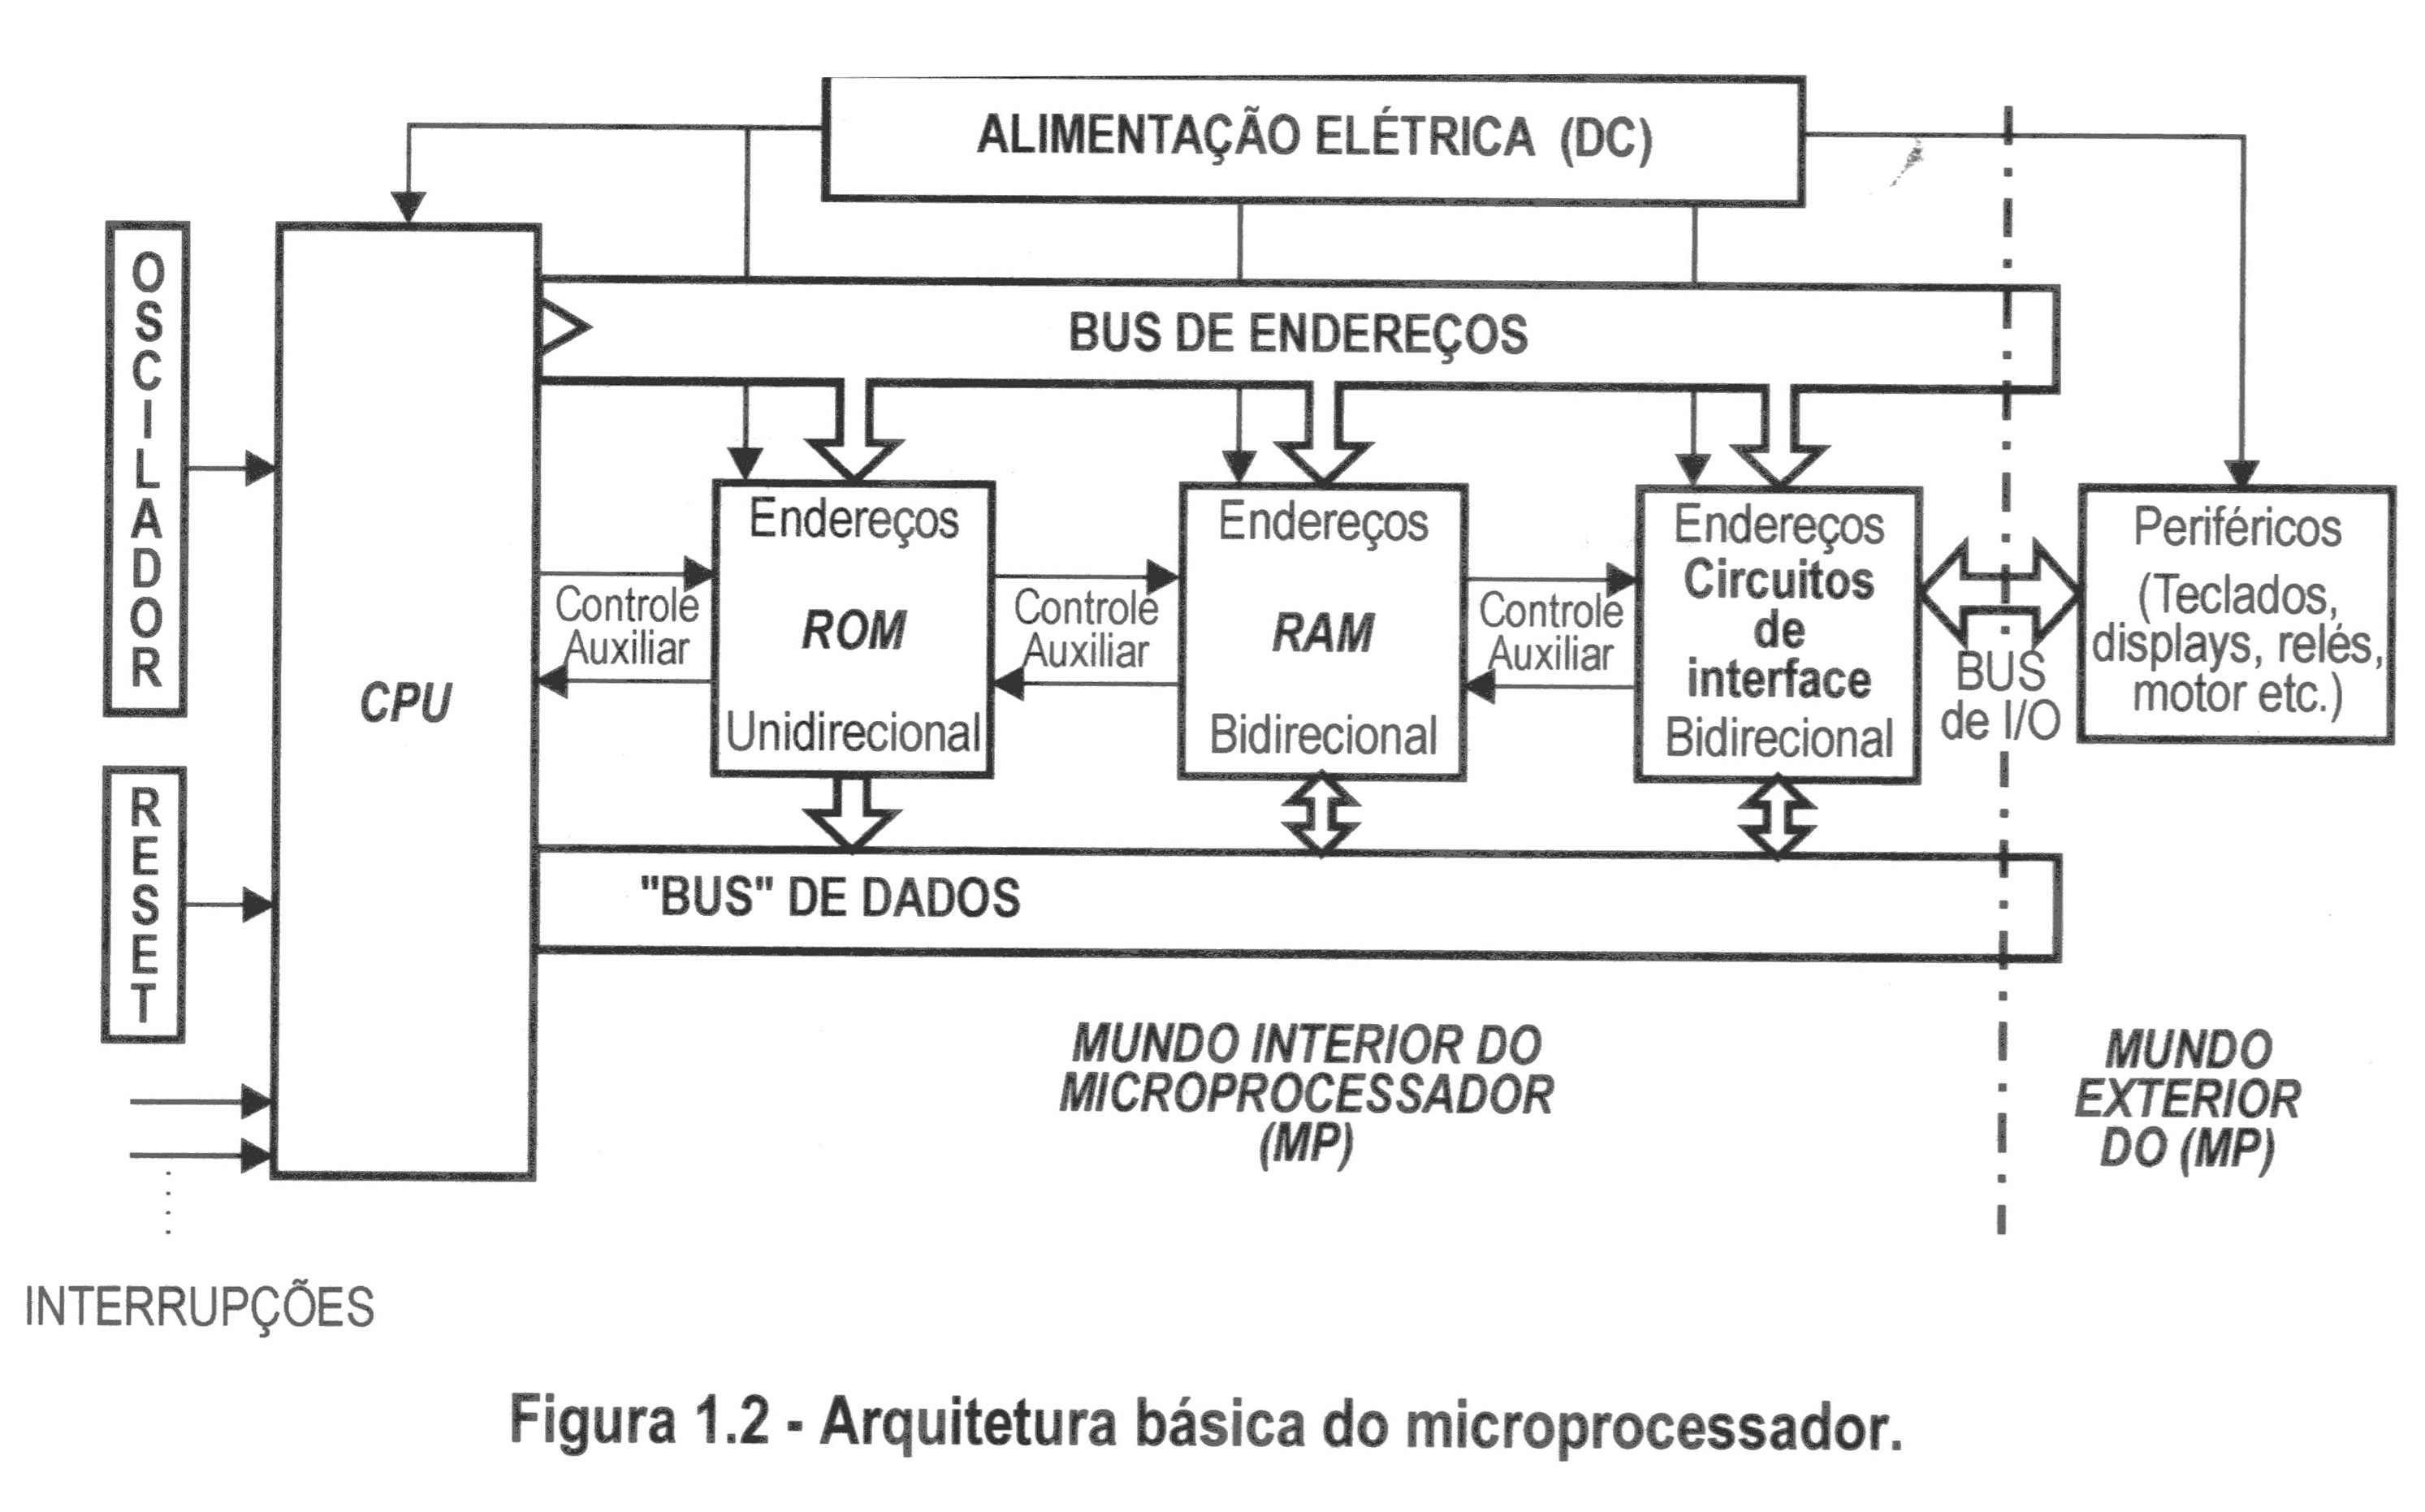 ALIMENTAÇÃO ELÉTRICA (DC)
OSCILADOR
BUS DE ENDEREÇOS
Endereços
ROM
Unidirecional
Endereços
RAM
Bidirecional
Endereços
Circuitos
de
interface
Bidirecional
Periféricos
(Teclados,
displays, relés,
motor etc.)
Controle
Auxiliar
Controle
Auxiliar
Controle
Auxiliar
BUS
de I/O
CPU
RESET
"BUS" DE DADOS
MUNDO INTERIOR DO
MICROPROCESSADOR
(MP)
MUNDO
EXTERIOR
DO (MP)
INTERRUPÇÕES
Figura 1.2 - Arquitetura básica do microprocessador.